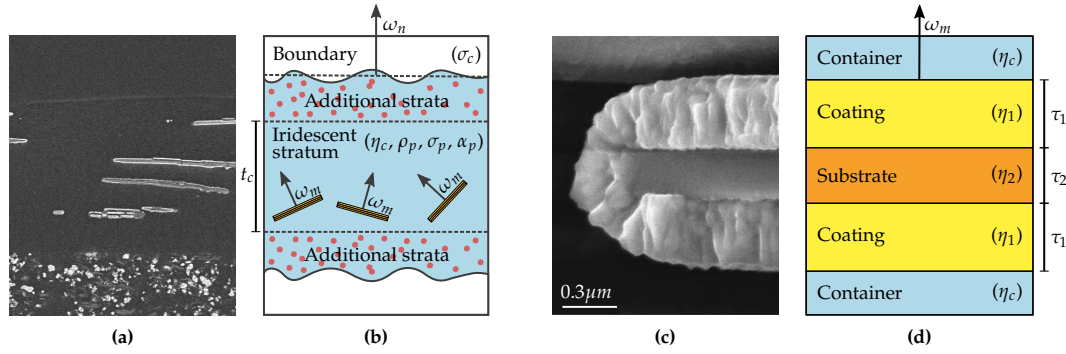 ωn
Boundary (σc)
Additional strata
Iridescent
stratum (ηc, ρp, σp, αp)
tc
ωm ωm ωm
Additional strata
0.3μm
ωm
Container (ηc)
Coating (η1) τ1
Substrate (η2) τ2
Coating (η1) τ1
Container (ηc)
(a) (b) (c) (d)